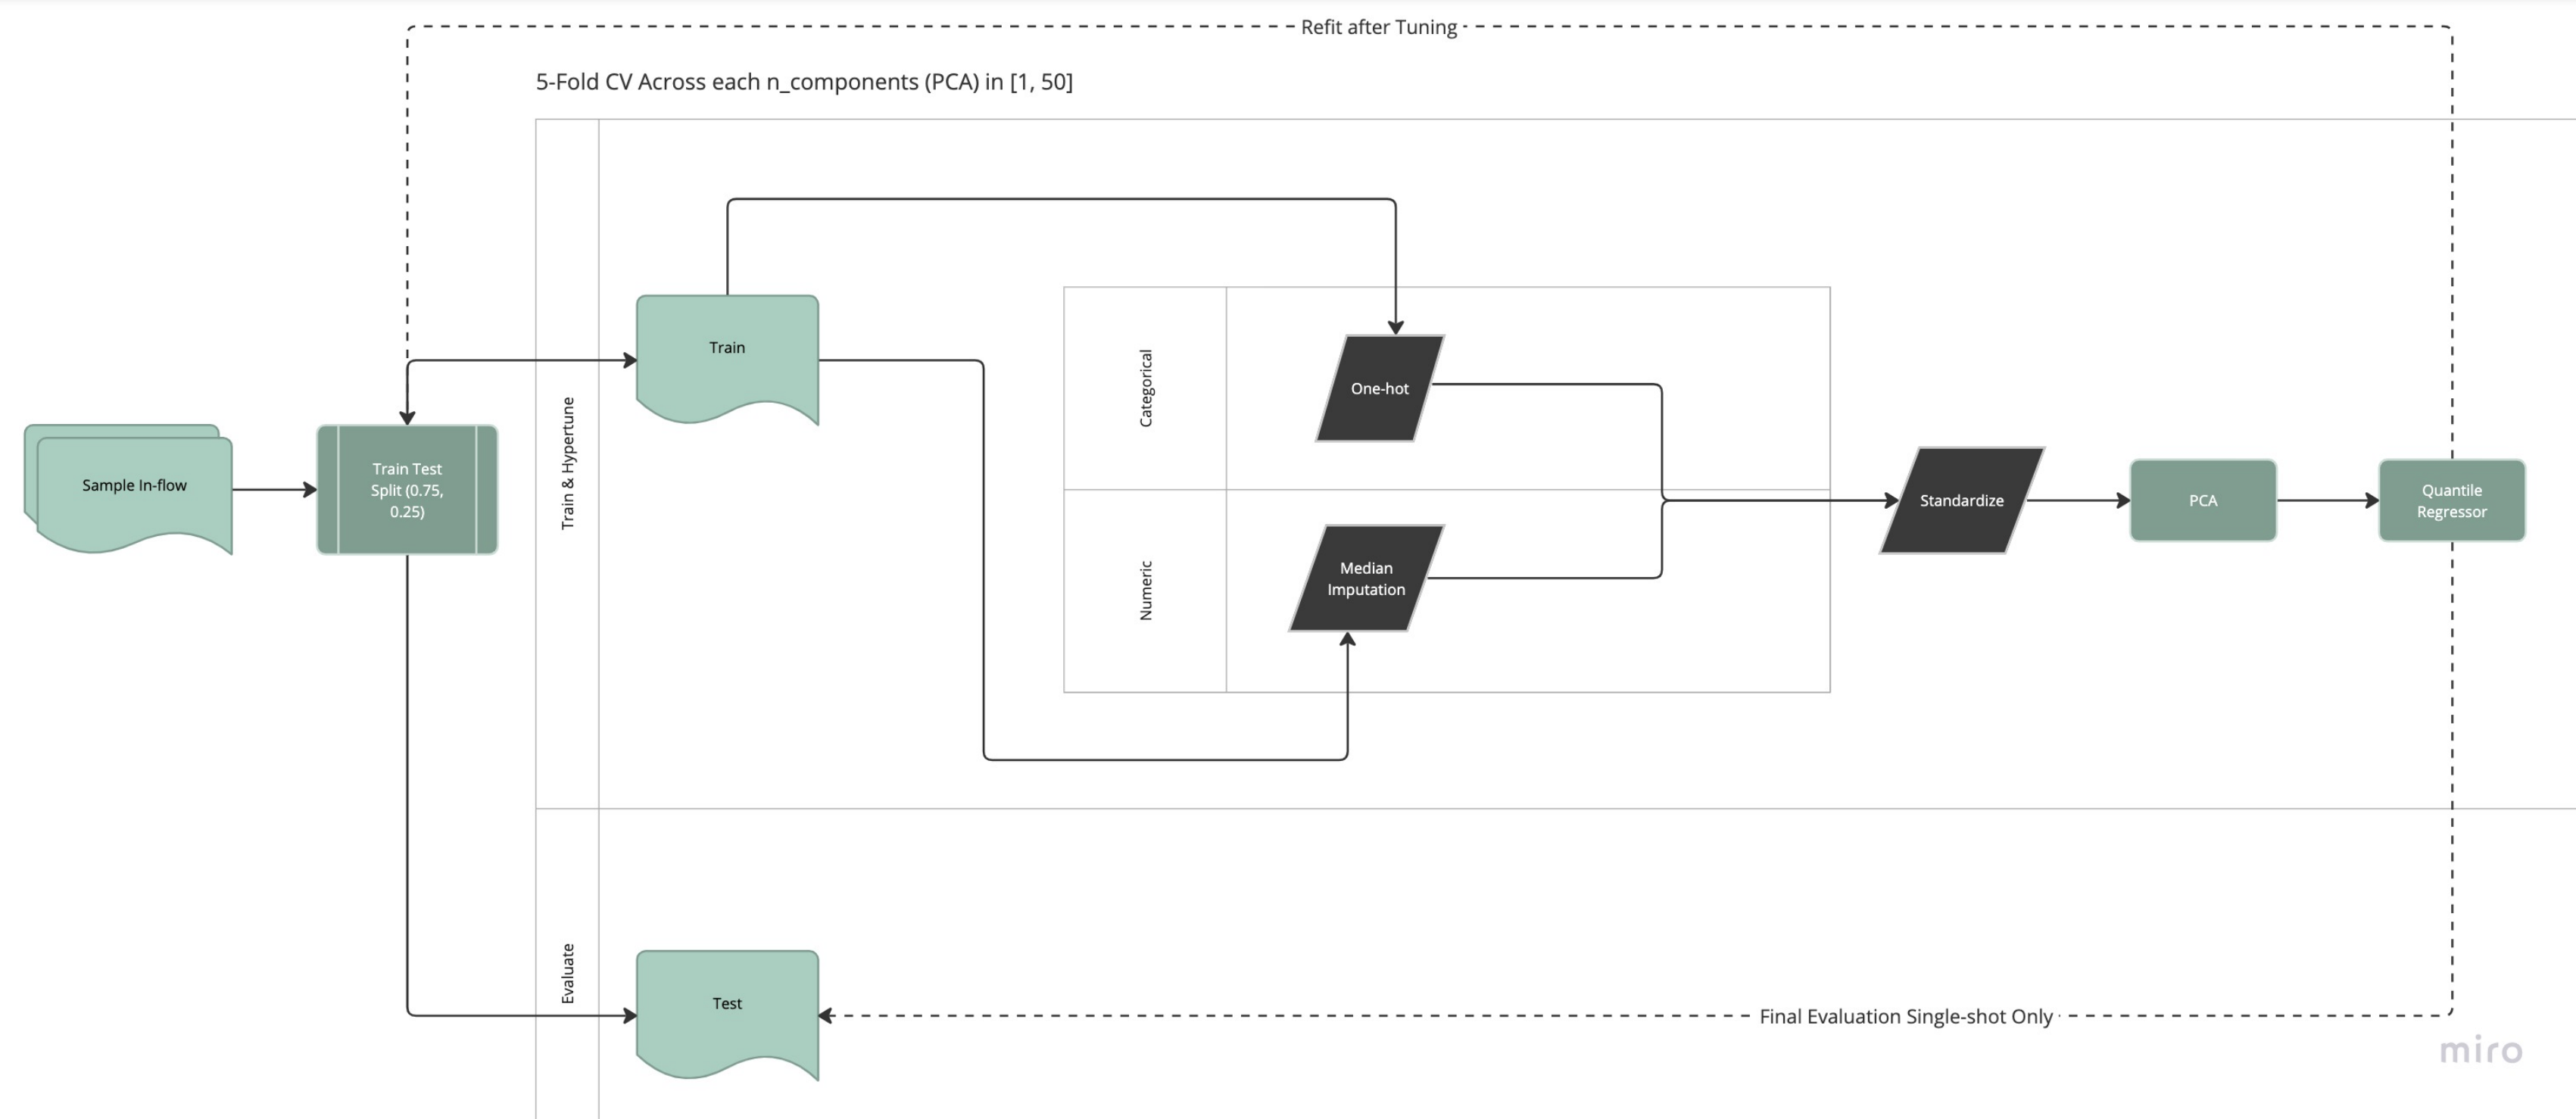 Refit after Tuning
5-Fold CV Across each n_components (PCA) in [1, 50]
Train & Hypertune
Train
Categorical
One-hot
Sample In-flow
Train Test
Split (0.75,
0.25)
Numeric
Median
Imputation
Standardize
PCA
Quantile
Regressor
Evaluate
Test
Final Evaluation Single-shot Only
miro